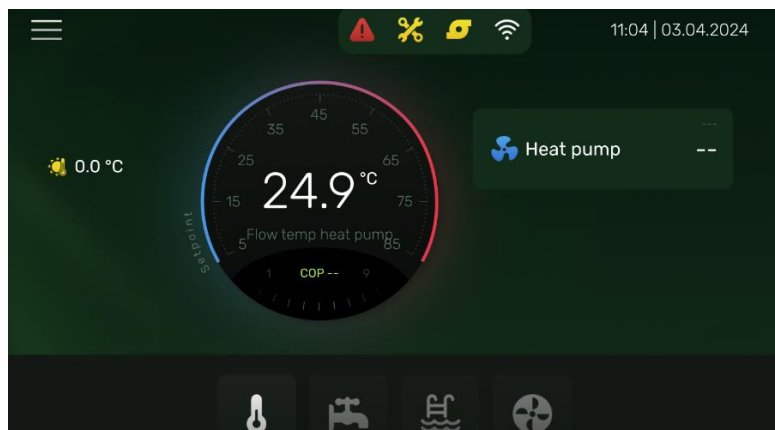 11:04 | 03.04.2024
45
35 55
25 65
0.0 °C
24.9 °C
15 75
Setpoint
5 Flow temp heat pump 85
1 COP -- 9
---
Heat pump --